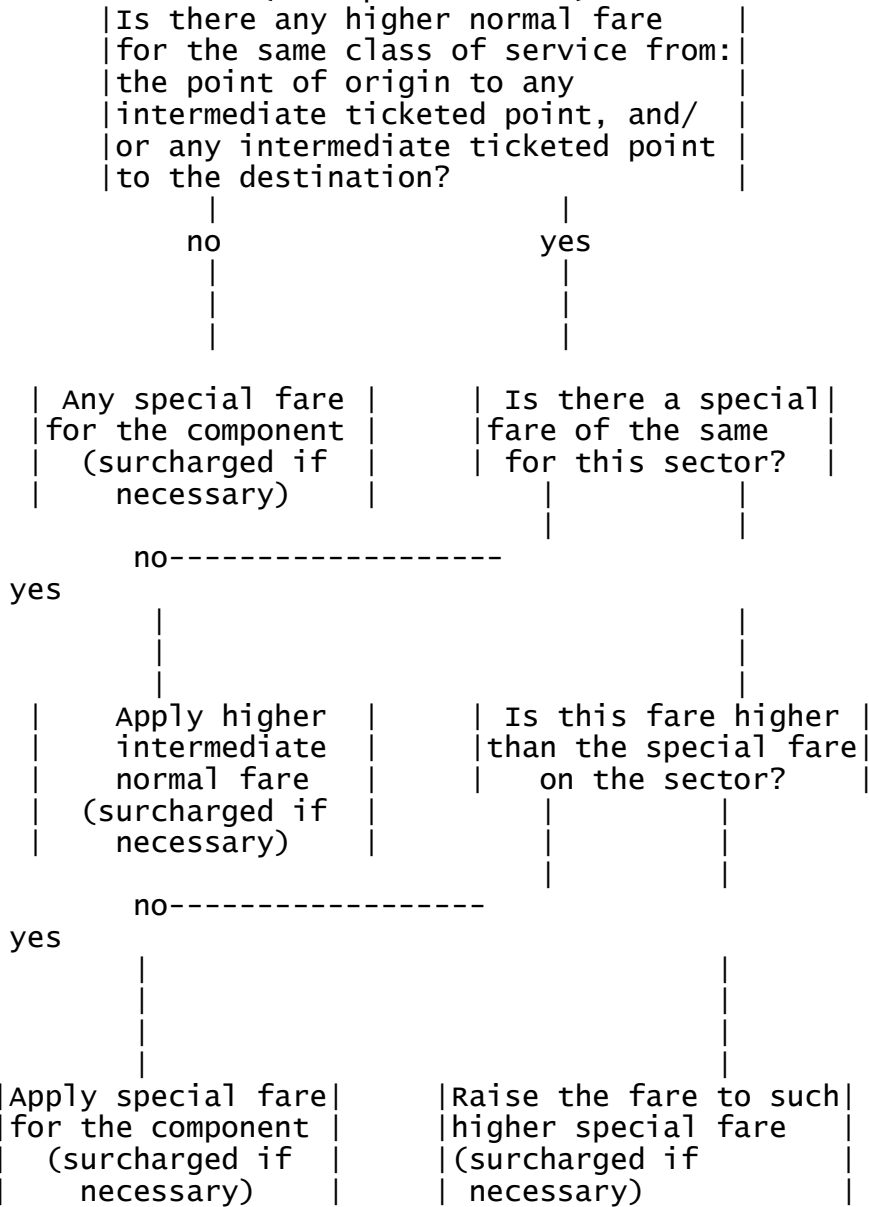 |Is there any higher normal fare |
|for the same class of service from:|
|the point of origin to any |
|intermediate ticketed point, and/ |
|or any intermediate ticketed point |
|to the destination? |
| |
no yes
| |
| |
| |
| Any special fare | | Is there a special|
|for the component | |fare of the same |
| (surcharged if | | for this sector? |
| necessary) | | |
| |
no-------------------
yes
| |
| |
| |
| Apply higher | | Is this fare higher |
| intermediate | |than the special fare|
| normal fare | | on the sector? |
| (surcharged if | | |
| necessary) | | |
| |
no------------------
yes
| |
| |
| |
| |
|Apply special fare| |Raise the fare to such|
|for the component | |higher special fare |
| (surcharged if | |(surcharged if |
| necessary) | | necessary) |